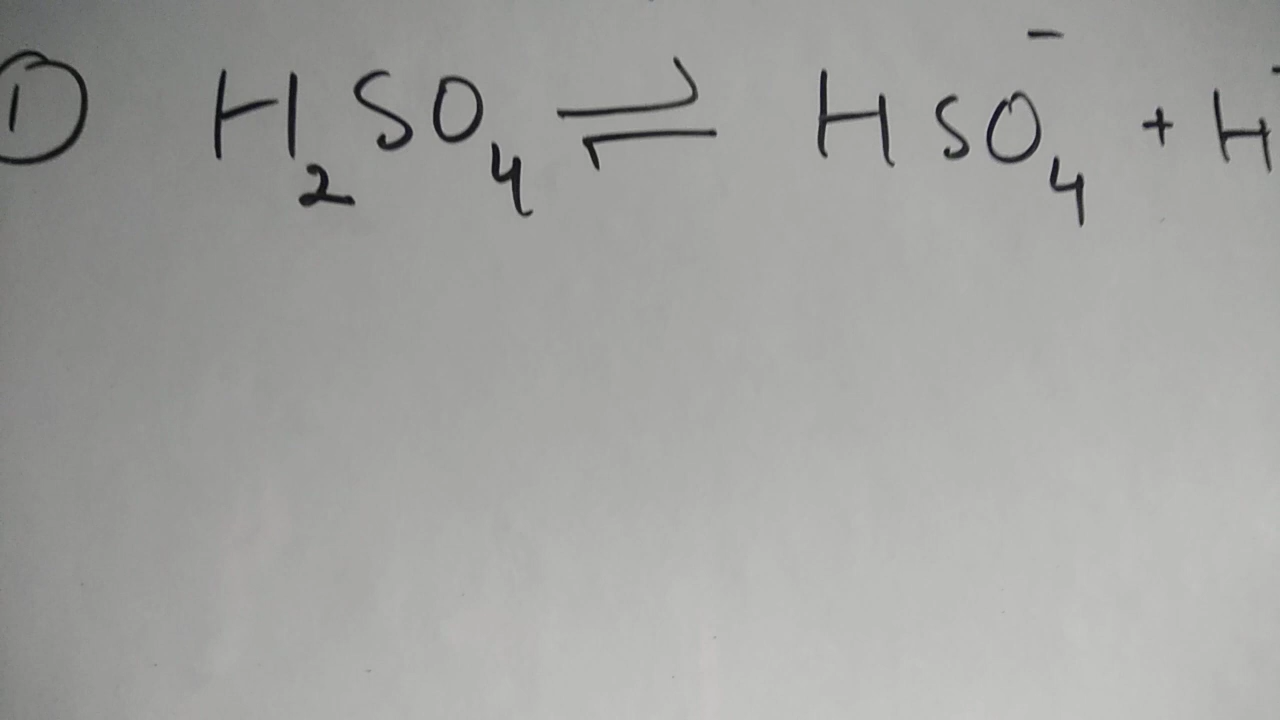 ① H₂SO₄ ⇌ HSO₄⁻ + H